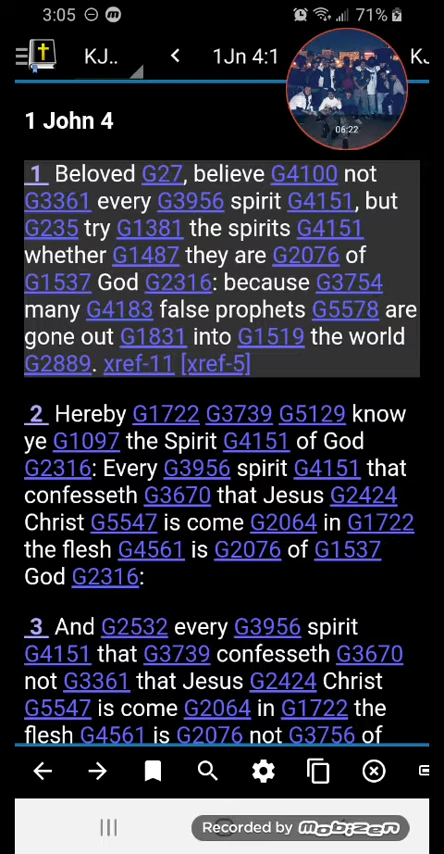 3:05 71%
KJ.. < 1Jn 4:1 K
06:22
1 John 4
1 Beloved G27, believe G4100 not
G3361 every G3956 spirit G4151, but
G235 try G1381 the spirits G4151
whether G1487 they are G2076 of
G1537 God G2316: because G3754
many G4183 false prophets G5578 are
gone out G1831 into G1519 the world
G2889. xref-11 [xref-5]
2 Hereby G1722 G3739 G5129 know
ye G1097 the Spirit G4151 of God
G2316: Every G3956 spirit G4151 that
confesseth G3670 that Jesus G2424
Christ G5547 is come G2064 in G1722
the flesh G4561 is G2076 of G1537
God G2316:
3 And G2532 every G3956 spirit
G4151 that G3739 confesseth G3670
not G3361 that Jesus G2424 Christ
G5547 is come G2064 in G1722 the
flesh G4561 is G2076 not G3756 of
Recorded by Mobizen